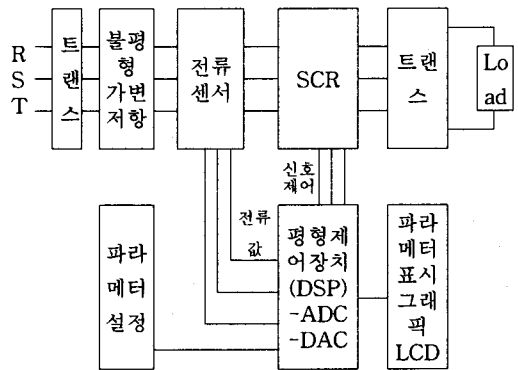 R
S
T
트
랜
스
불평
형
가변
저항
전류
센서
SCR
트랜
스
Lo
ad
신호
제어
전류
값
파라
메터
설정
평형제
어장치
(DSP)
-ADC
-DAC
파라
메터
표시
그래
픽
LCD